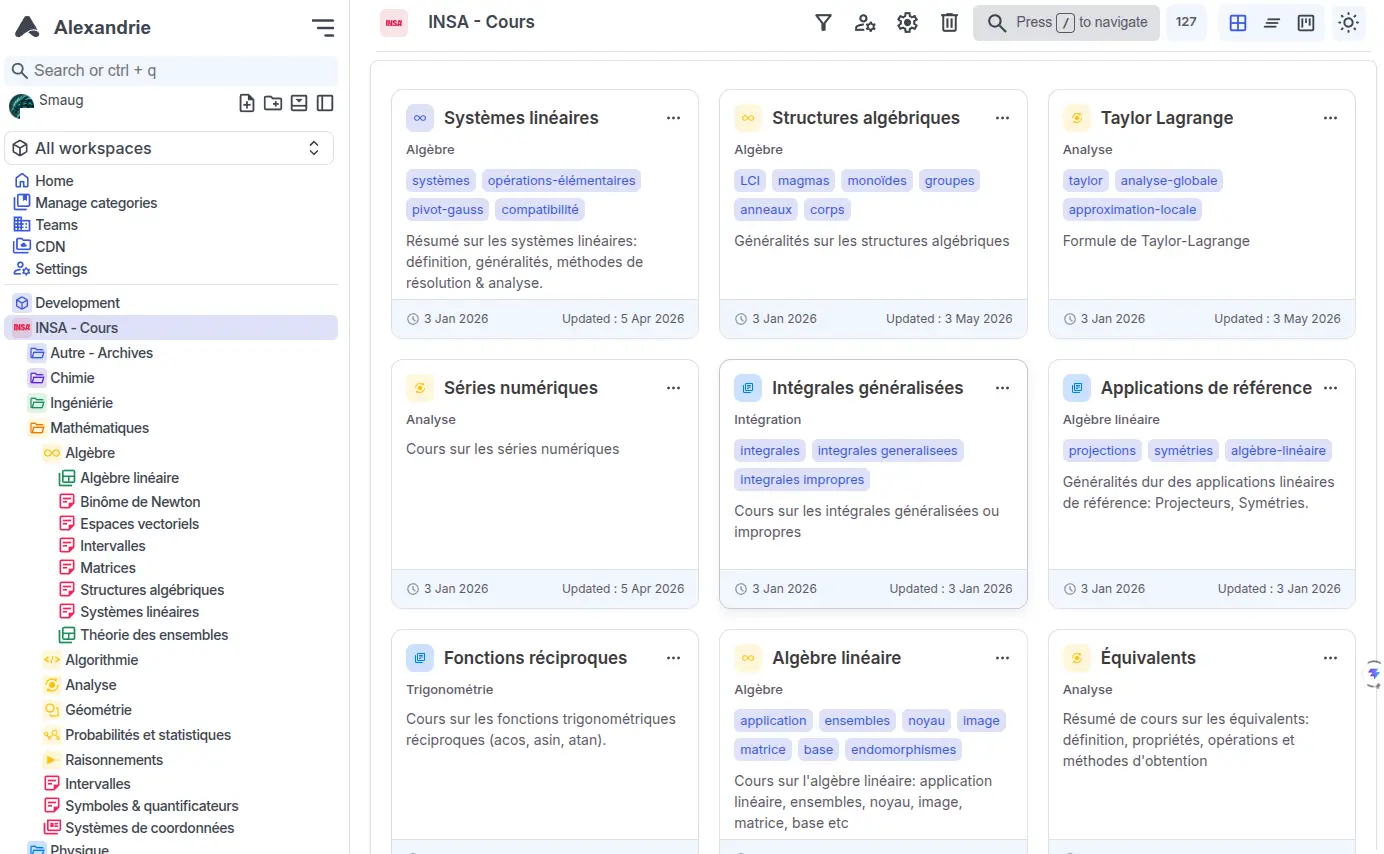 Alexandrie
Search or ctrl + q
Smaug
All workspaces
Home
Manage categories
Teams
CDN
Settings
Development
INSA INSA - Cours
Autre - Archives
Chimie
Ingéniérie
Mathématiques
Algèbre
Algèbre linéaire
Binôme de Newton
Espaces vectoriels
Intervalles
Matrices
Structures algébriques
Systèmes linéaires
Théorie des ensembles
Algorithmie
Analyse
Géométrie
Probabilités et statistiques
Raisonnements
Intervalles
Symboles & quantificateurs
Systèmes de coordonnées
Physique
INSA INSA - Cours
Press / to navigate
127
Systèmes linéaires
Algèbre
systèmes opérations-élémentaires
pivot-gauss compatibilité
Résumé sur les systèmes linéaires:
définition, généralités, méthodes de
résolution & analyse.
3 Jan 2026 Updated : 5 Apr 2026
Structures algébriques
Algèbre
LCI magmas monoïdes groupes
anneaux corps
Généralités sur les structures algébriques
3 Jan 2026 Updated : 3 May 2026
Taylor Lagrange
Analyse
taylor analyse-globale
approximation-locale
Formule de Taylor-Lagrange
3 Jan 2026 Updated : 3 May 2026
Séries numériques
Analyse
Cours sur les séries numériques
3 Jan 2026 Updated : 5 Apr 2026
Intégrales généralisées
Intégration
integrales integrales generalisees
integrales impropres
Cours sur les intégrales généralisées ou
impropres
3 Jan 2026 Updated : 3 Jan 2026
Applications de référence
Algèbre linéaire
projections symétries algèbre-linéaire
Généralités dur des applications linéaires
de référence: Projecteurs, Symétries.
3 Jan 2026 Updated : 3 Jan 2026
Fonctions réciproques
Trigonométrie
Cours sur les fonctions trigonométriques
réciproques (acos, asin, atan).
Algèbre linéaire
Algèbre
application ensembles noyau image
matrice base endomorphismes
Cours sur l'algèbre linéaire: application
linéaire, ensembles, noyau, image,
matrice, base etc
Équivalents
Analyse
Résumé de cours sur les équivalents:
définition, propriétés, opérations et
méthodes d'obtention